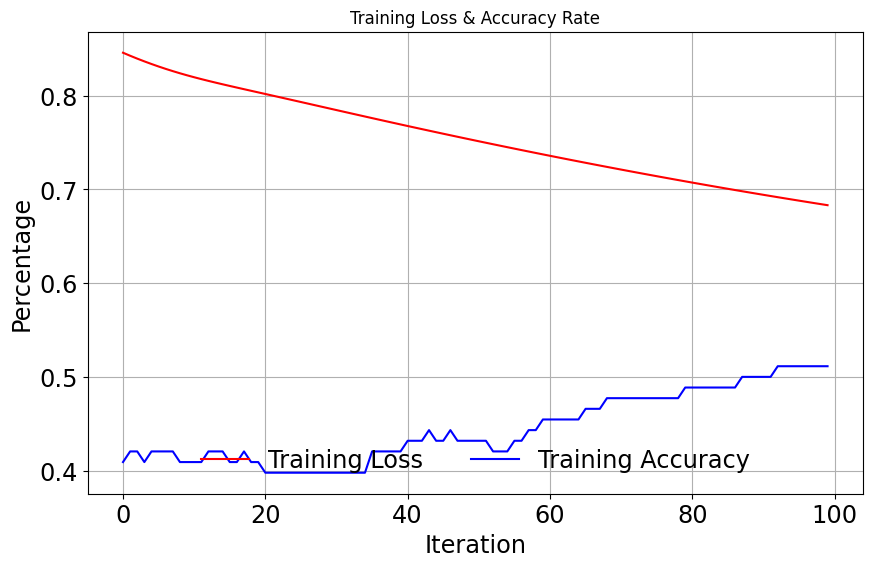 Training Loss & Accuracy Rate
Percentage
0.8
0.7
0.6
0.5
0.4
Training Loss
Training Accuracy
0
20
40
60
80
100
Iteration